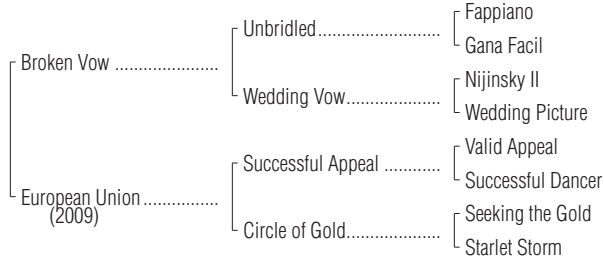 Fappiano
Unbridled........................
Gana Facil
Broken Vow ....................
Nijinsky II
Wedding Vow..................
Wedding Picture
Valid Appeal
Successful Appeal ............
Successful Dancer
European Union ...............
(2009)
Seeking the Gold
Circle of Gold..................
Starlet Storm